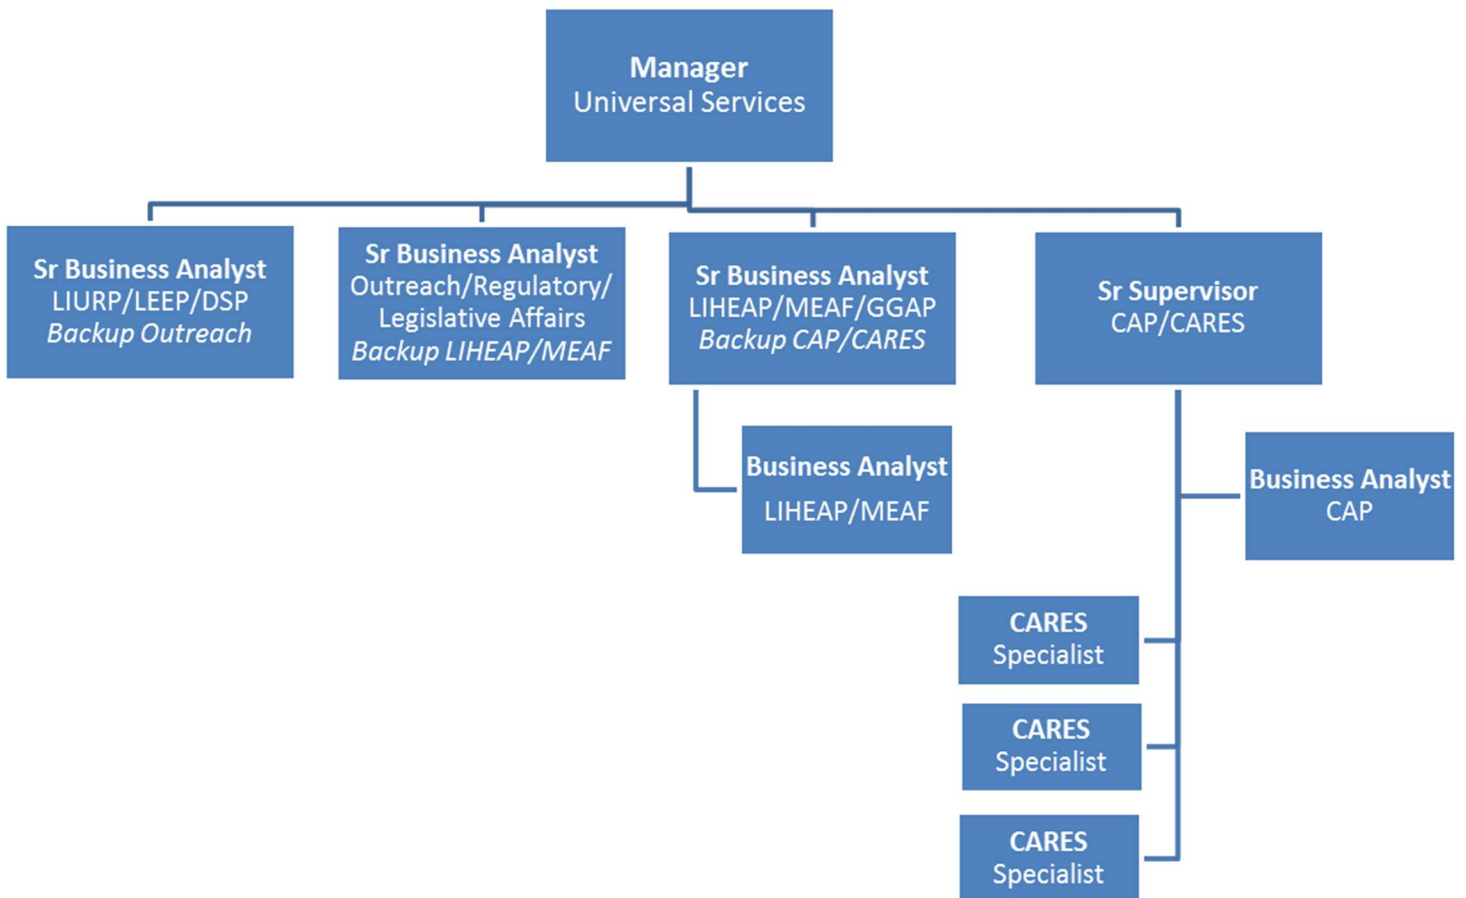 Manager
Universal Services
Sr Business Analyst
LIURP/LEEP/DSP
Backup Outreach
Sr Business Analyst
Outreach/Regulatory/
Legislative Affairs
Backup LIHEAP/MEAF
Sr Business Analyst
LIHEAP/MEAF/GGAP
Backup CAP/CARES
Sr Supervisor
CAP/CARES
Business Analyst
LIHEAP/MEAF
Business Analyst
CAP
CARES
Specialist
CARES
Specialist
CARES
Specialist